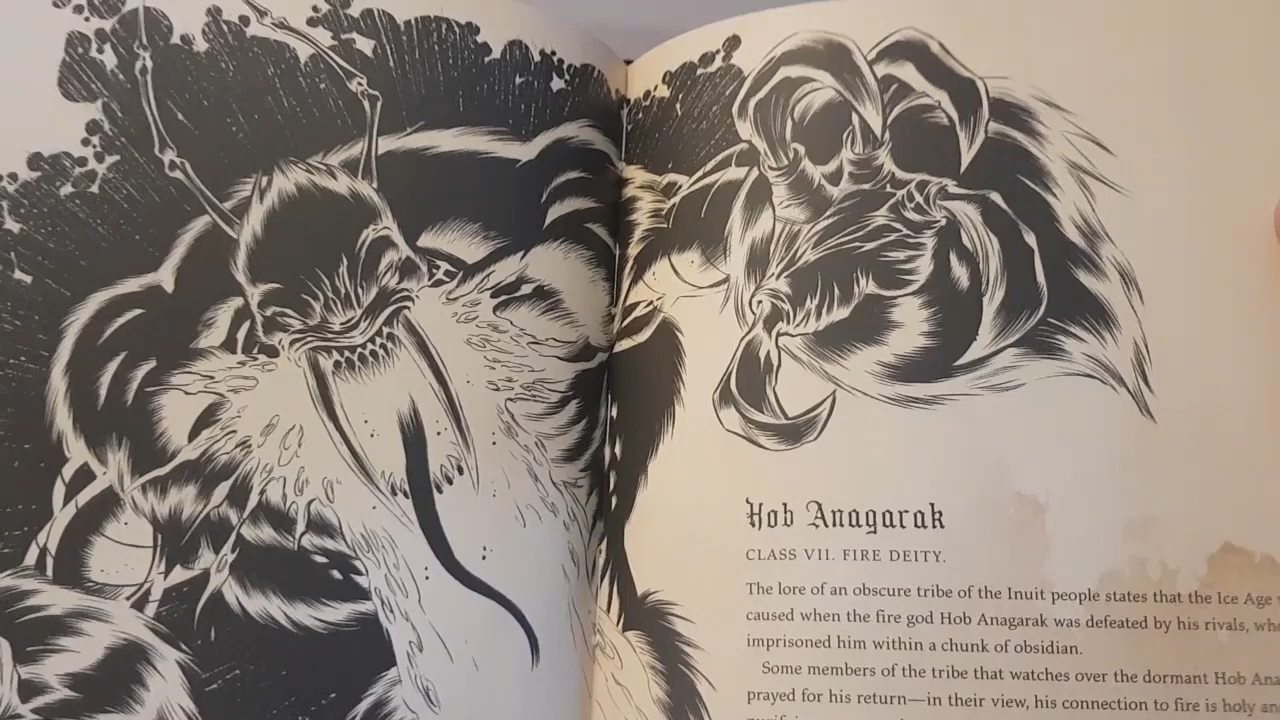 Hob Anagarak
CLASS VII. FIRE DEITY.
The lore of an obscure tribe of the Inuit people states that the Ice Age
caused when the fire god Hob Anagarak was defeated by his rivals, who
imprisoned him within a chunk of obsidian.
Some members of the tribe that watches over the dormant Hob Ana
prayed for his return—in their view, his connection to fire is holy an